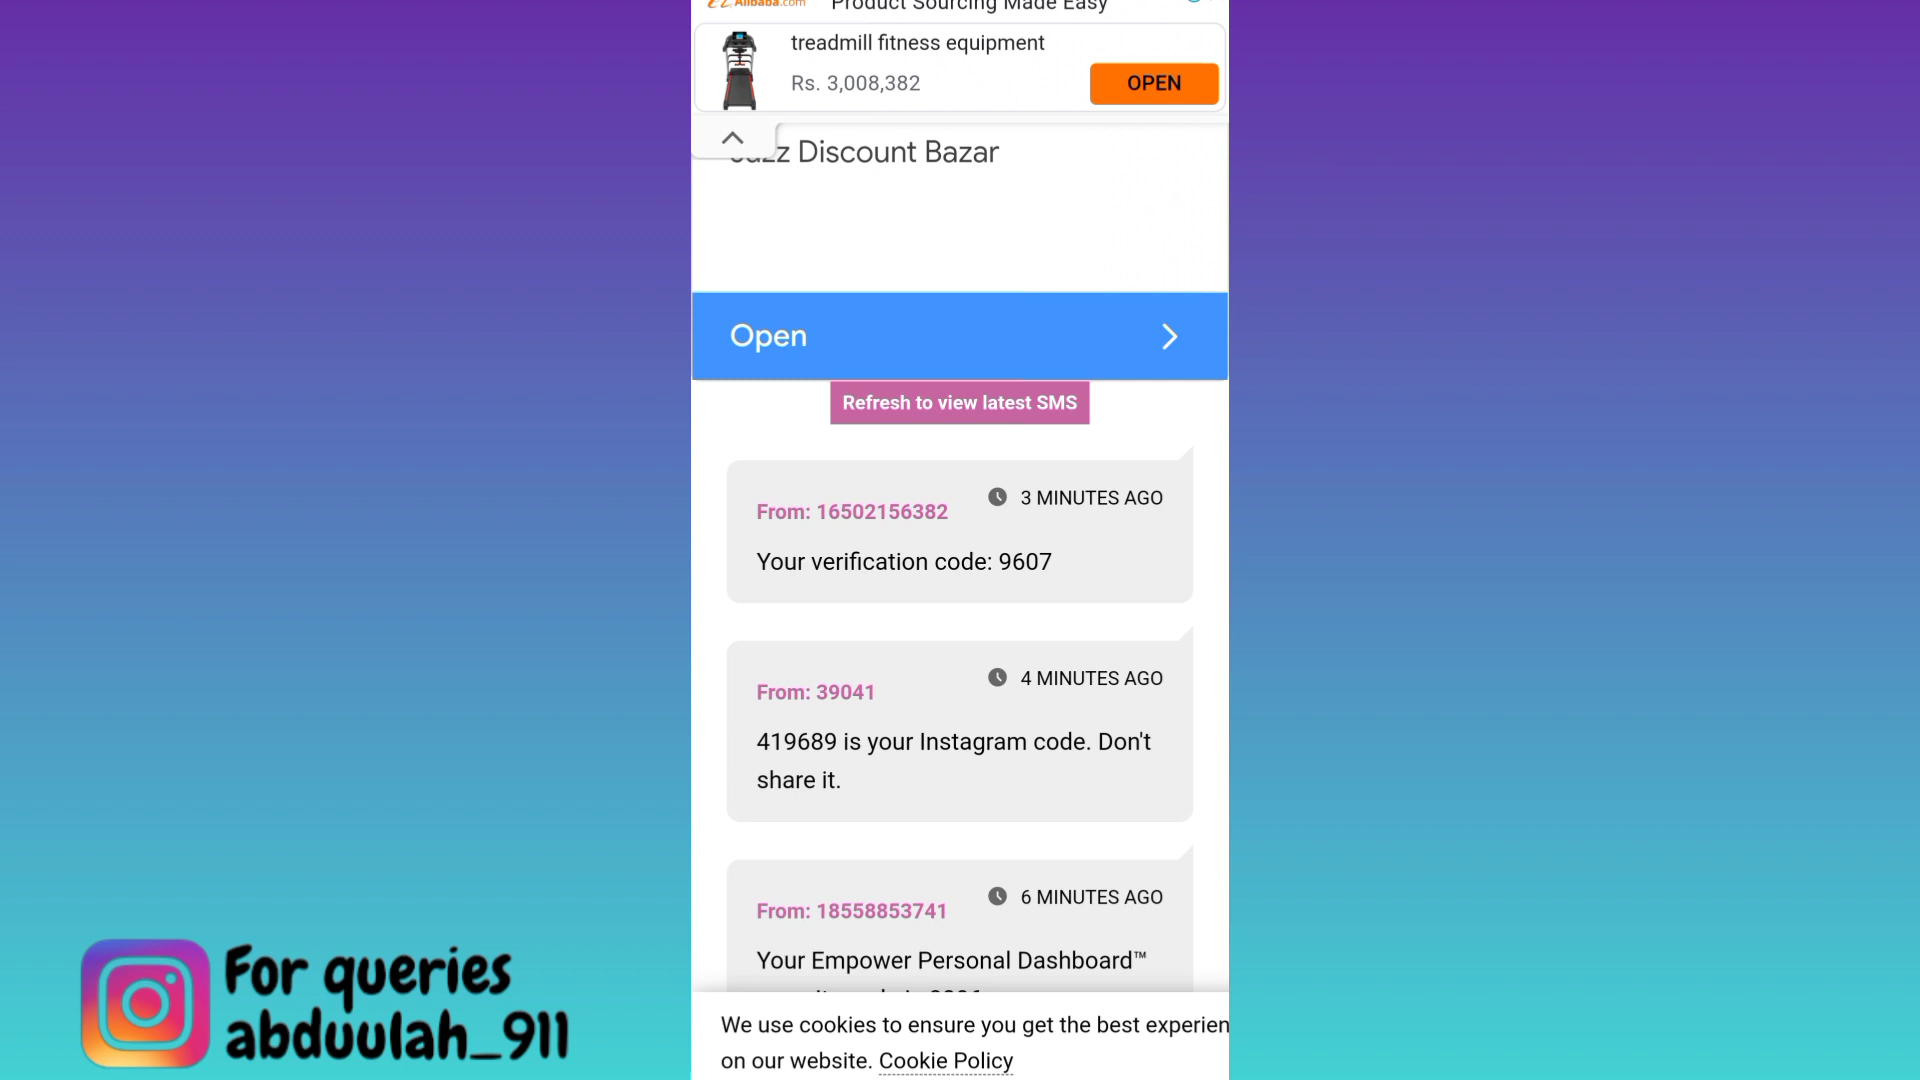 Alibaba.com Product Sourcing Made Easy
treadmill fitness equipment
Rs. 3,008,382
OPEN
Discount Bazar
Open
Refresh to view latest SMS
3 MINUTES AGO
From: 16502156382
Your verification code: 9607
4 MINUTES AGO
From: 39041
419689 is your Instagram code. Don't
share it.
6 MINUTES AGO
From: 18558853741
Your Empower Personal Dashboard™
We use cookies to ensure you get the best experien
on our website. Cookie Policy
For queries
abduulah_911